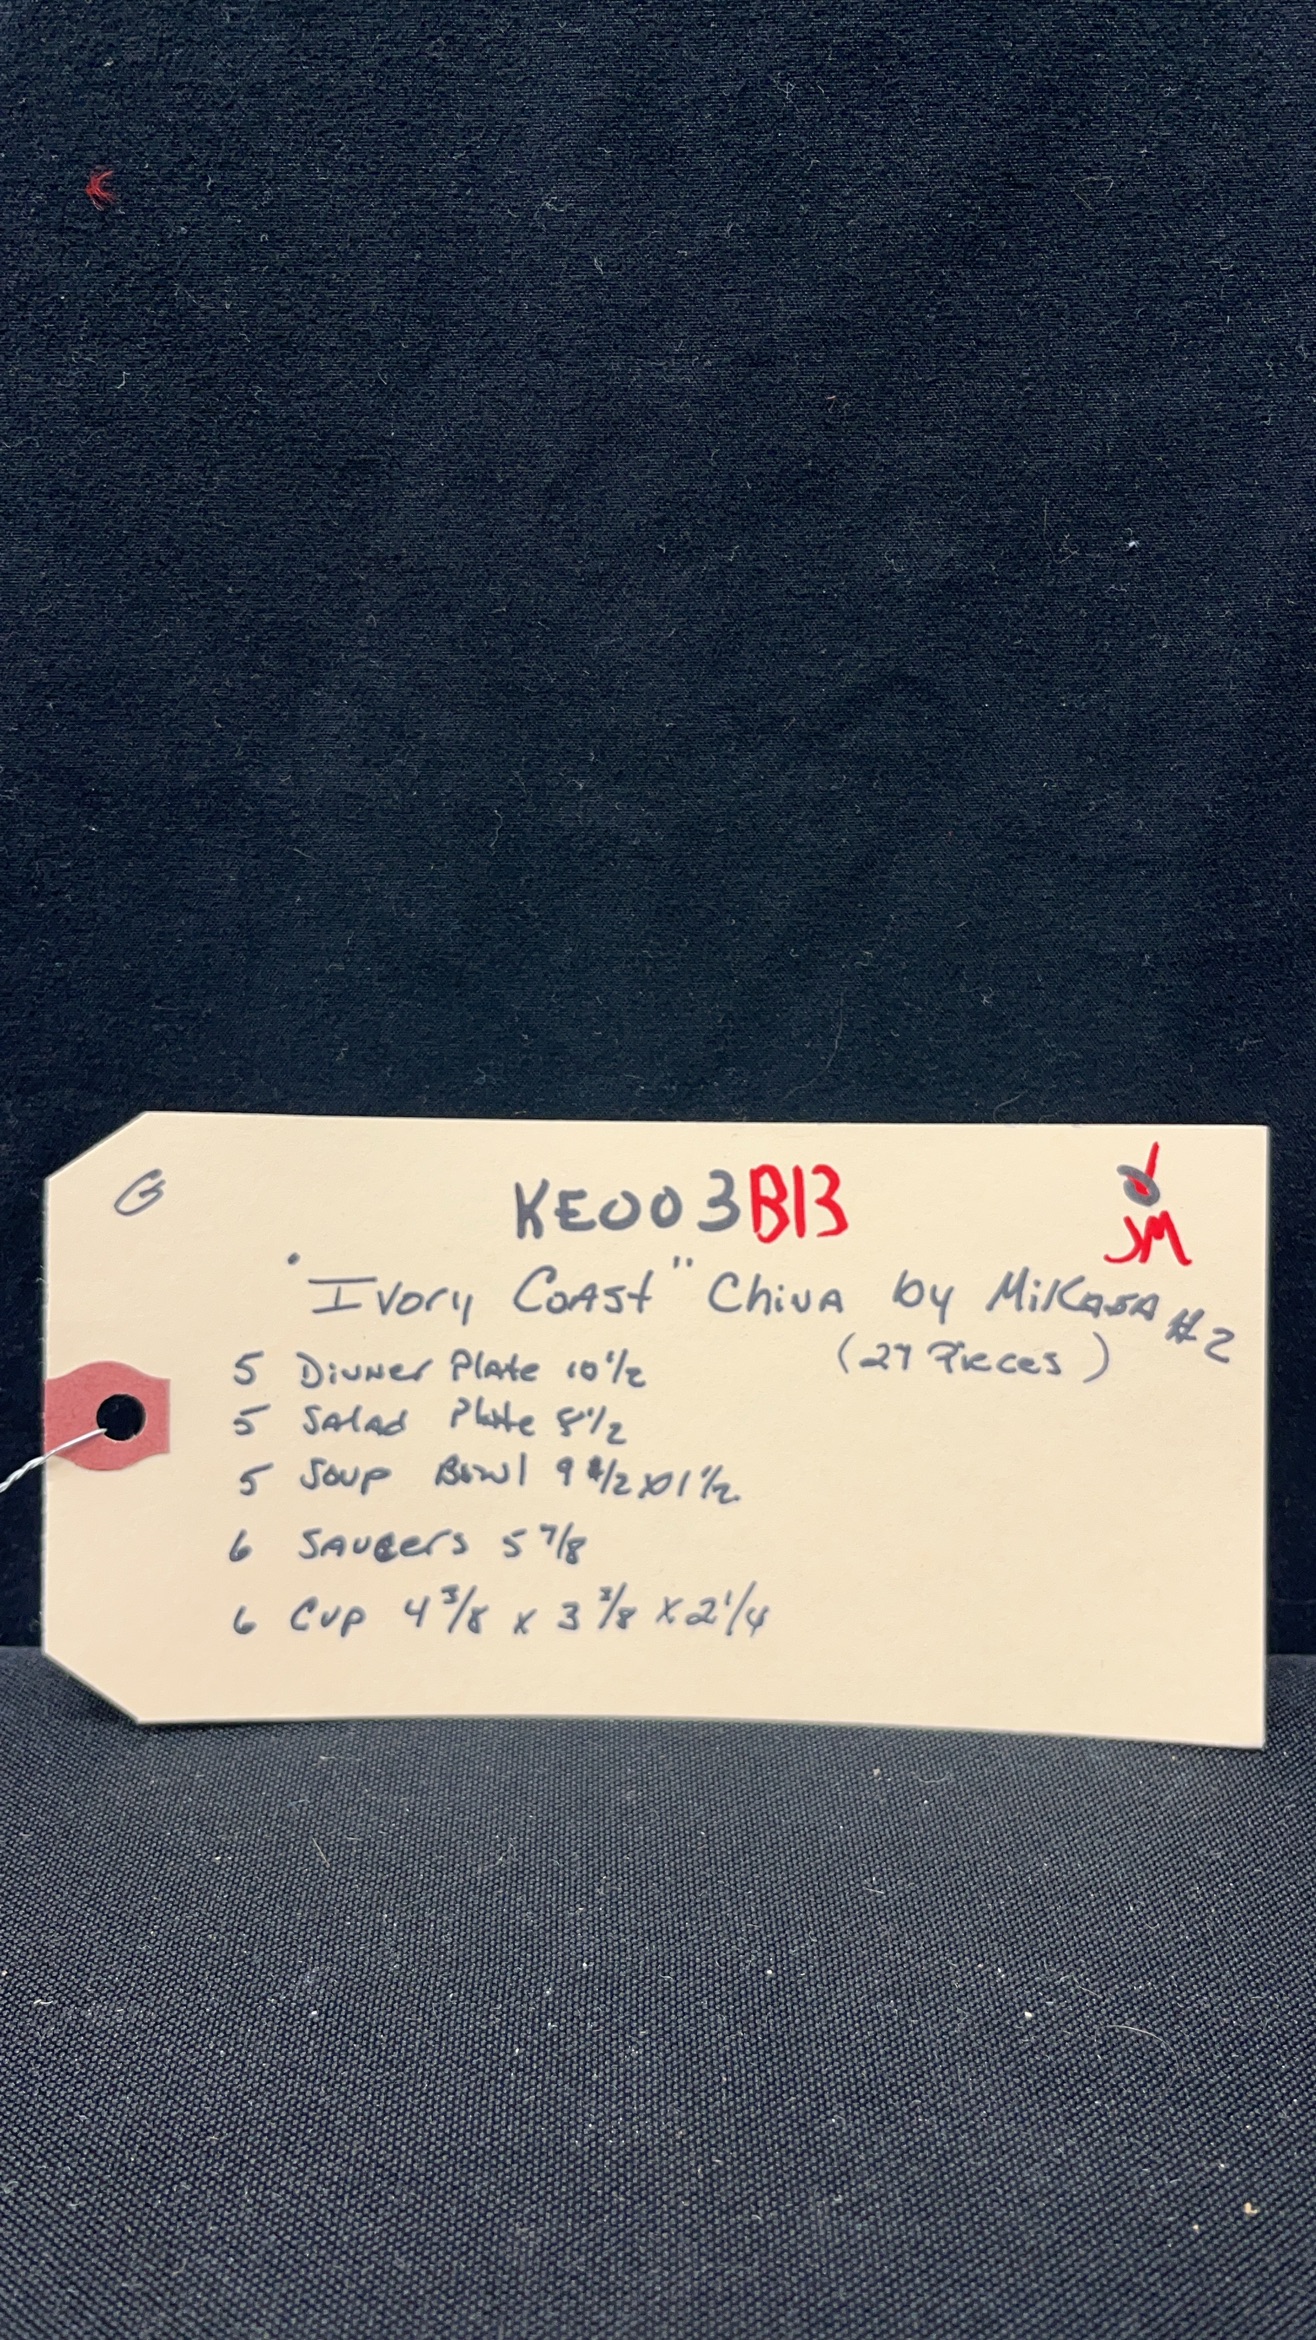 G
KE003B13
JM
"Ivory Coast" China by Mikasa #2
(27 Pieces)
5 Dinner Plate 10 1/2
5 Salad Plate 8 1/2
5 Soup Bowl 9 1/2 x 1 1/2
6 Saucers 5 7/8
6 Cup 4 3/8 x 3 3/8 x 2 1/4